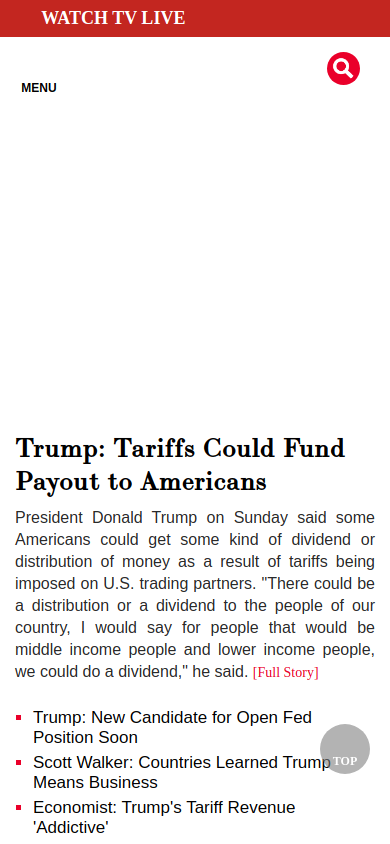 WATCH TV LIVE
MENU
Trump: Tariffs Could Fund
Payout to Americans
President Donald Trump on Sunday said some
Americans could get some kind of dividend or
distribution of money as a result of tariffs being
imposed on U.S. trading partners. "There could be
a distribution or a dividend to the people of our
country, I would say for people that would be
middle income people and lower income people,
we could do a dividend," he said. [Full Story]
Trump: New Candidate for Open Fed
Position Soon
Scott Walker: Countries Learned Trump
Means Business
TOP
Economist: Trump's Tariff Revenue
'Addictive'